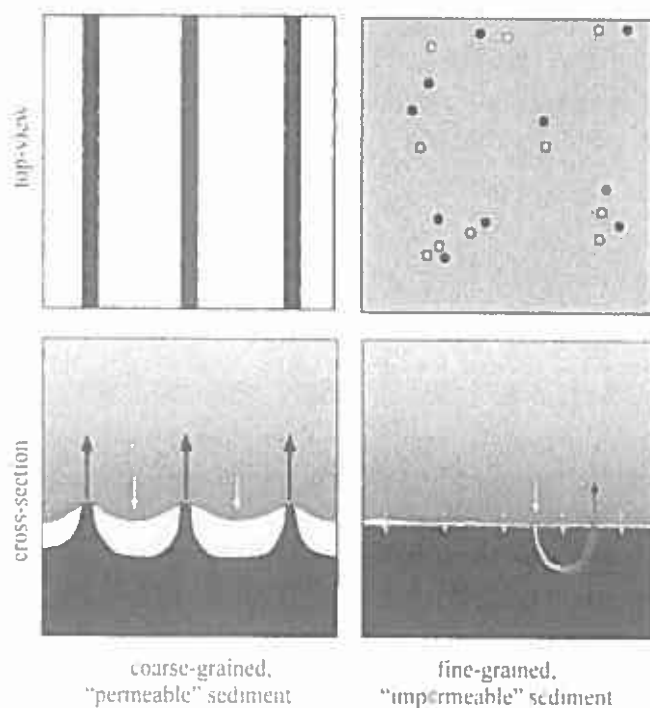 top-view
cross-section
coarse-grained,
“permeable” sediment
fine-grained,
“impermeable” sediment